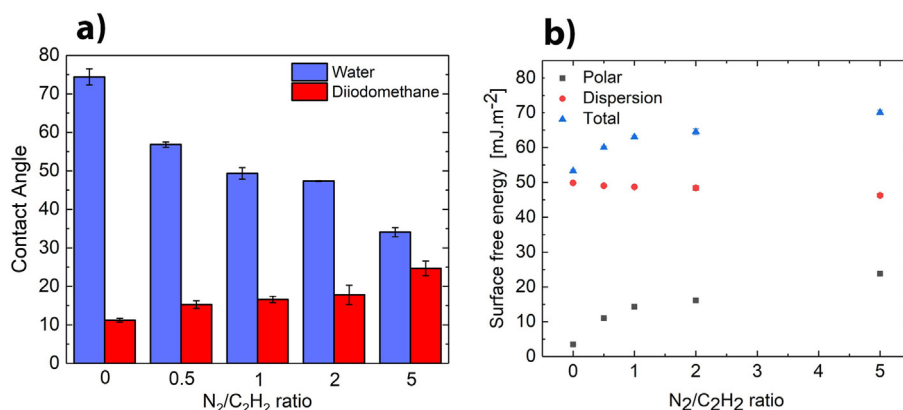 a)
80
70
60
50
40
30
20
10
0
Contact Angle
Water
Diiodomethane
0 0.5 1 2 5
N₂/C₂H₂ ratio
b)
80
70
60
50
40
30
20
10
0
Surface free energy [mJ.m⁻²]
Polar
Dispersion
Total
0 1 2 3 4 5
N₂/C₂H₂ ratio